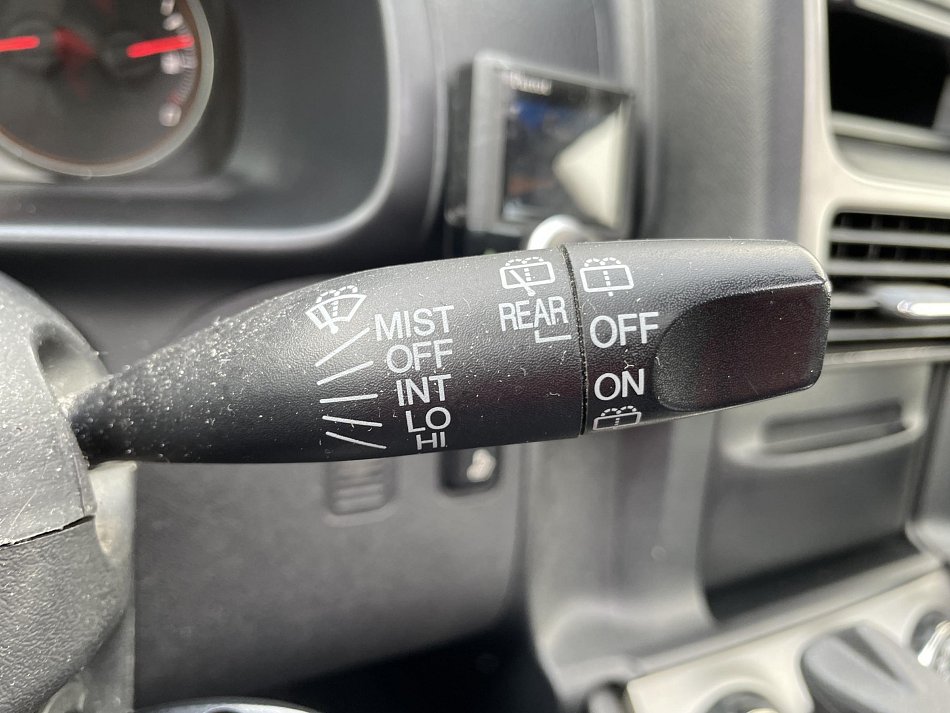 MIST
OFF
INT
LO
HI
REAR
OFF
ON